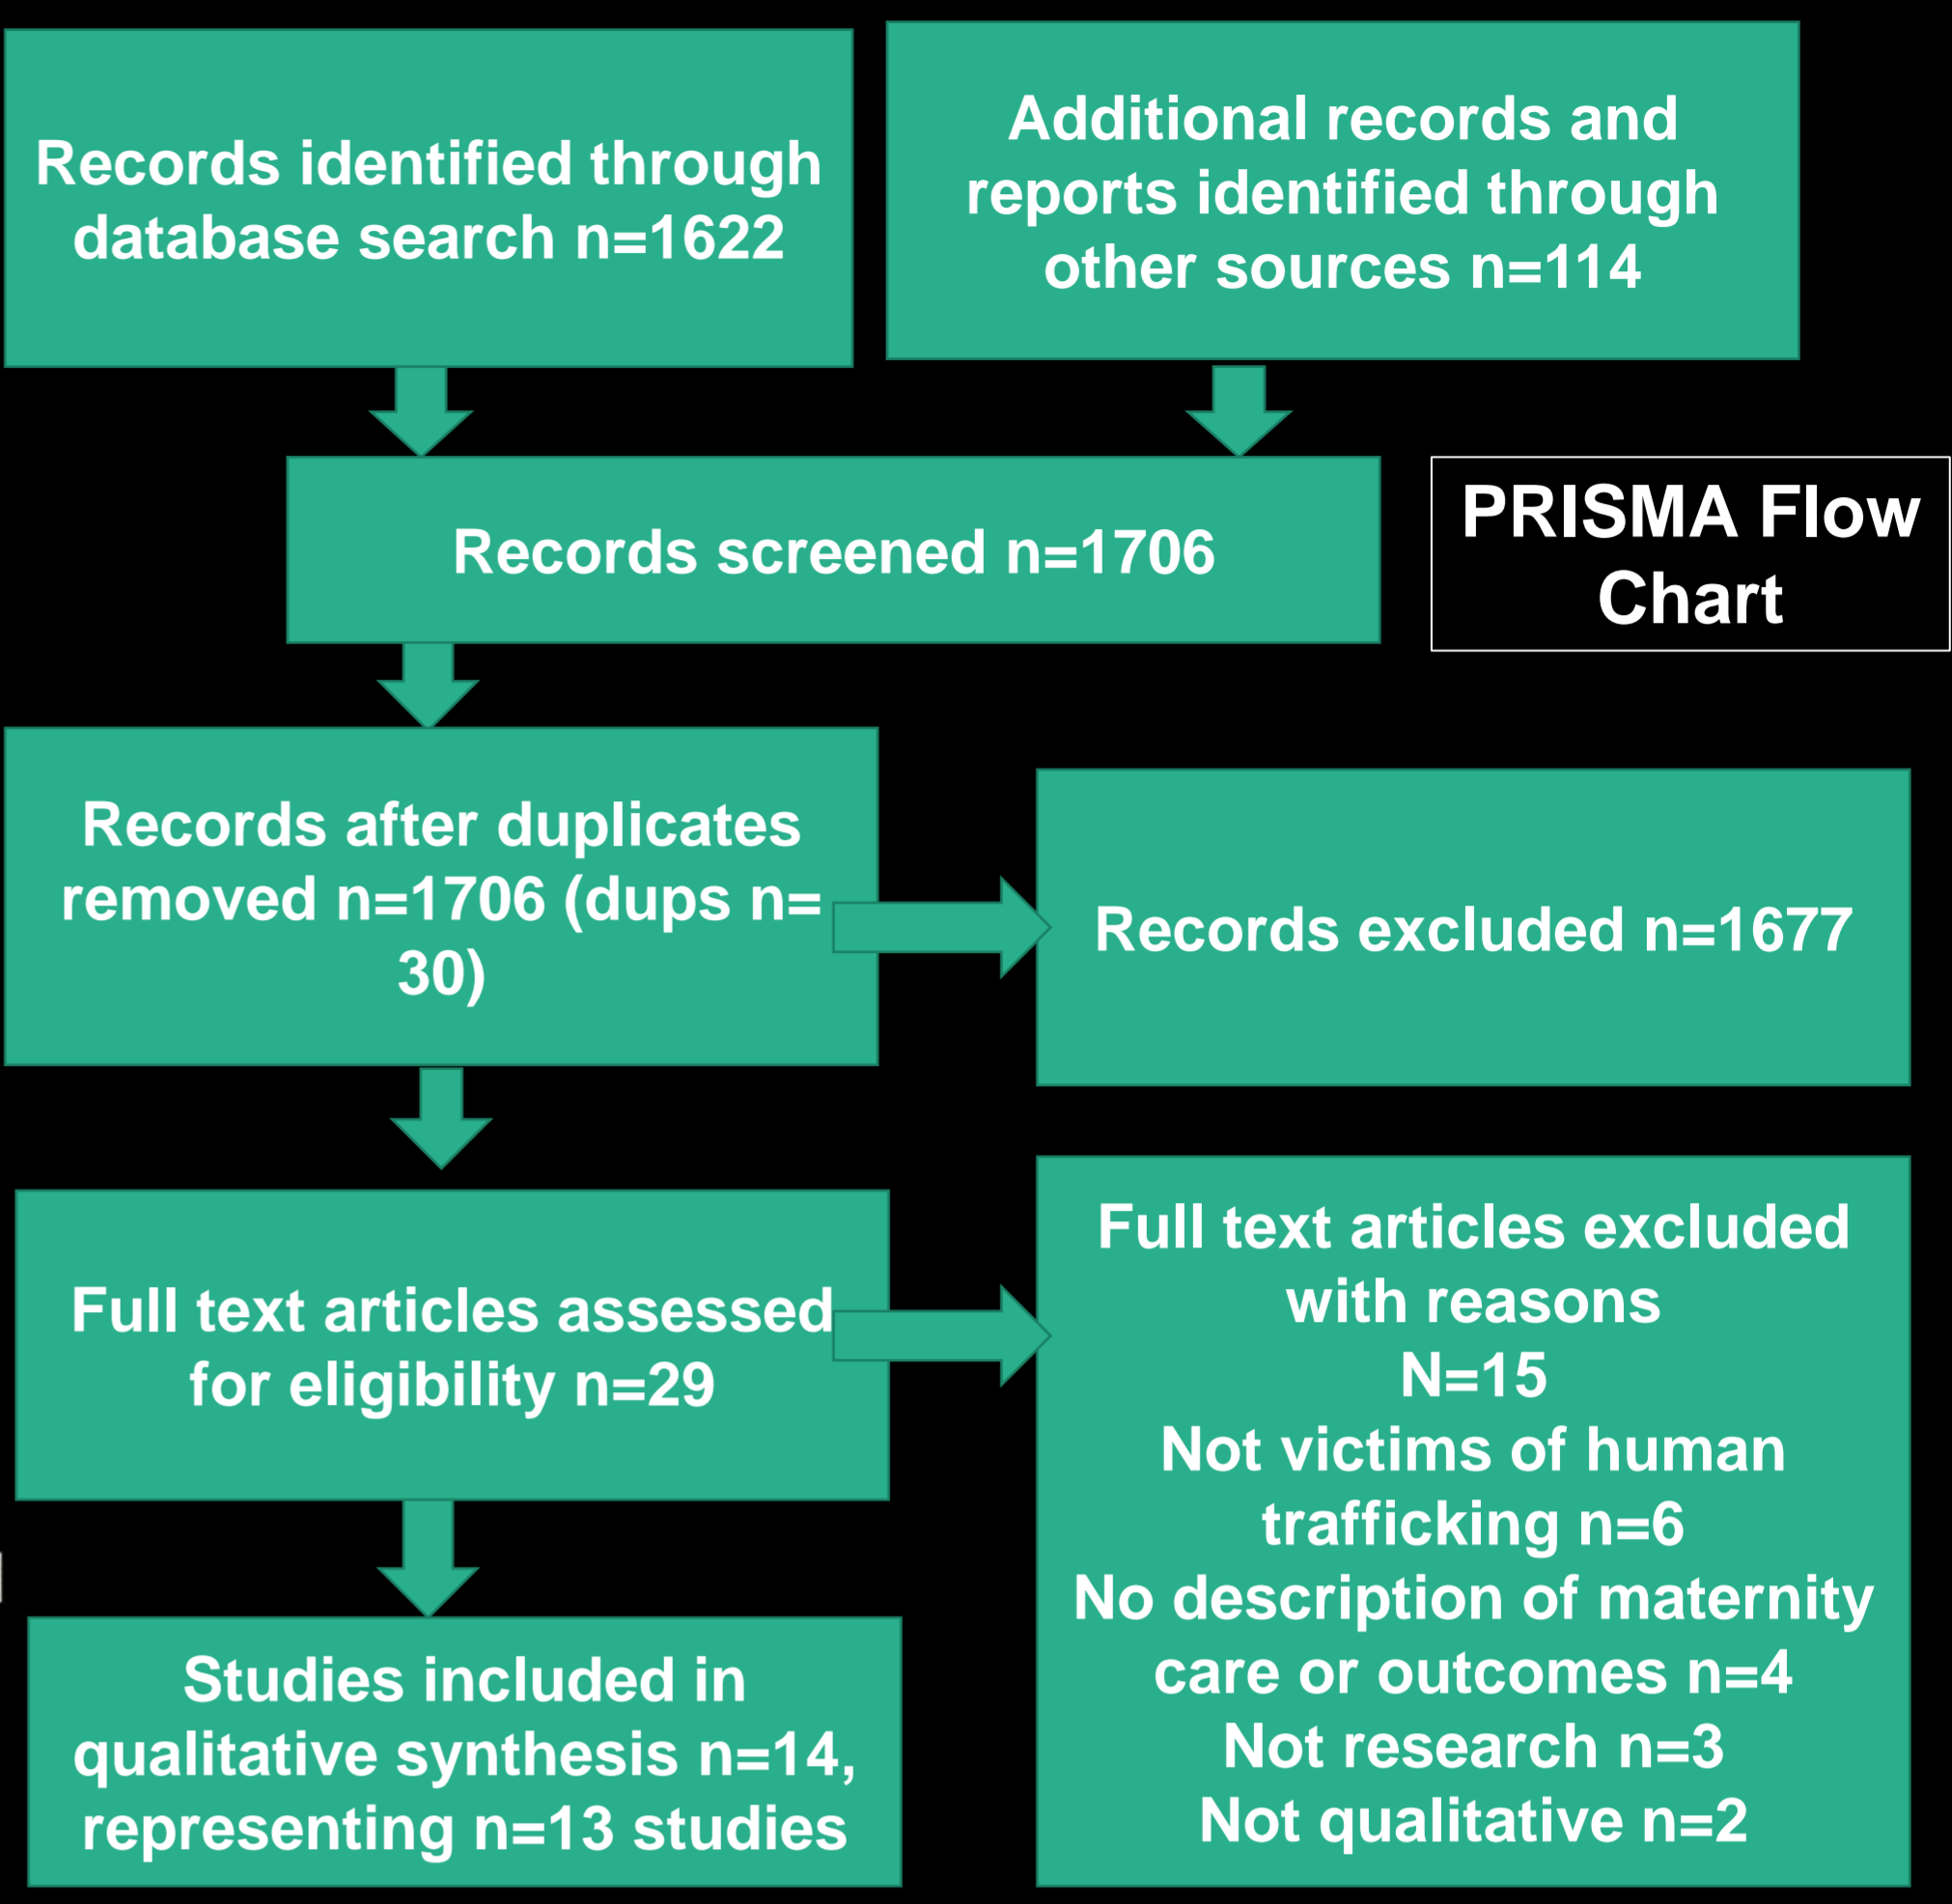 Records identified through
database search n=1622
Additional records and
reports identified through
other sources n=114
Records screened n=1706
PRISMA Flow
Chart
Records after duplicates
removed n=1706 (dups n=
30)
Records excluded n=1677
Full text articles assessed
for eligibility n=29
Full text articles excluded
with reasons
N=15
Not victims of human
trafficking n=6
No description of maternity
care or outcomes n=4
Not research n=3
Not qualitative n=2
Studies included in
qualitative synthesis n=14,
representing n=13 studies